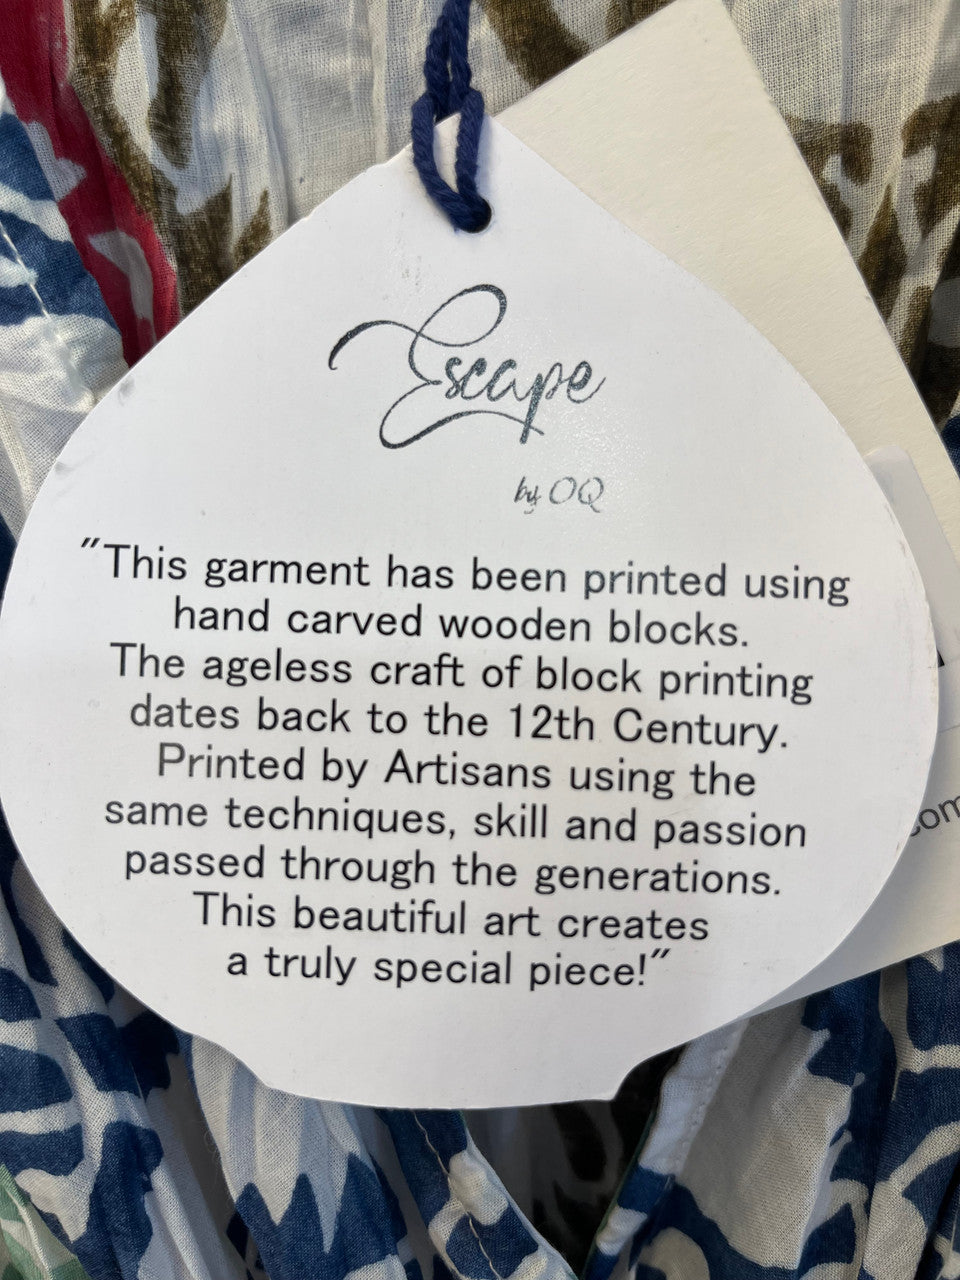 Escape
by OQ
"This garment has been printed using
hand carved wooden blocks.
The ageless craft of block printing
dates back to the 12th Century.
Printed by Artisans using the
same techniques, skill and passion
passed through the generations.
This beautiful art creates
a truly special piece!"
com